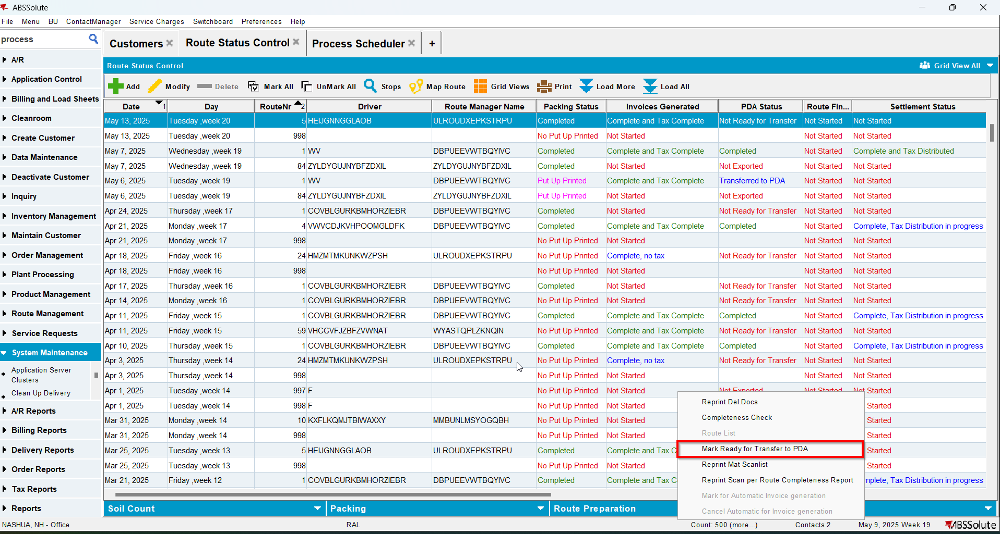 ABSSolute
File Menu BU ContactManager Service Charges Switchboard Preferences Help
process
Customers Route Status Control Process Scheduler +
A/R
Application Control
Billing and Load Sheets
Cleanroom
Create Customer
Data Maintenance
Deactivate Customer
Inquiry
Inventory Management
Maintain Customer
Order Management
Plant Processing
Product Management
Route Management
Service Requests
System Maintenance
Application Server
Clusters
Clean Up Delivery
A/R Reports
Billing Reports
Delivery Reports
Order Reports
Tax Reports
Reports
Route Status Control Grid View All
Add Modify Delete Mark All UnMark All Stops Map Route Grid Views Print Load More Load All
Date 1 Day RouteNr 2 Driver Route Manager Name Packing Status Invoices Generated PDA Status Route Fin... Settlement Status
May 13, 2025 Tuesday ,week 20 5 HEIJGNNGGLAOB ULROUDXEPKSTRPU Completed Complete and Tax Complete Not Ready for Transfer Not Started Not Started
May 13, 2025 Tuesday ,week 20 998 No Put Up Printed Not Started Not Started Not Started
May 7, 2025 Wednesday ,week 19 1 WV DBPUEEVWTBQYIVC Completed Complete and Tax Complete Completed Not Started Complete and Tax Distributed
May 7, 2025 Wednesday ,week 19 84 ZYLDYGUJNYBFZDXIL ZYLDYGUJNYBFZDXIL Completed Not Started Not Exported Not Started Not Started
May 6, 2025 Tuesday ,week 19 1 WV DBPUEEVWTBQYIVC Put Up Printed Complete and Tax Complete Transferred to PDA Not Started Not Started
May 6, 2025 Tuesday ,week 19 84 ZYLDYGUJNYBFZDXIL ZYLDYGUJNYBFZDXIL Put Up Printed Not Started Not Exported Not Started Not Started
Apr 24, 2025 Thursday ,week 17 1 COVBLGURKBMHORZIEBR DBPUEEVWTBQYIVC Completed Not Started Not Ready for Transfer Not Started Not Started
Apr 21, 2025 Monday ,week 17 4 VWVCDJKVHPOOMGLDFK DBPUEEVWTBQYIVC Completed Complete and Tax Complete Completed Not Started Complete, Tax Distribution in progress
Apr 21, 2025 Monday ,week 17 998 No Put Up Printed Not Started Not Started Not Started
Apr 18, 2025 Friday ,week 16 24 HMZMTMKUNKWZPSH ULROUDXEPKSTRPU No Put Up Printed Complete, no tax Not Ready for Transfer Not Started Not Started
Apr 18, 2025 Friday ,week 16 998 No Put Up Printed Not Started Not Started Not Started
Apr 17, 2025 Thursday ,week 16 1 COVBLGURKBMHORZIEBR DBPUEEVWTBQYIVC Completed Not Started Not Ready for Transfer Not Started Not Started
Apr 14, 2025 Monday ,week 16 1 COVBLGURKBMHORZIEBR DBPUEEVWTBQYIVC No Put Up Printed Not Started Not Ready for Transfer Not Started Not Started
Apr 11, 2025 Friday ,week 15 1 COVBLGURKBMHORZIEBR DBPUEEVWTBQYIVC Completed Complete and Tax Complete Completed Not Started Complete, Tax Distribution in progress
Apr 11, 2025 Friday ,week 15 59 VHCCVFJZBFZVWNAT WYASTQPLZKNQIN No Put Up Printed Complete and Tax Complete Not Ready for Transfer Not Started Not Started
Apr 10, 2025 Thursday ,week 15 1 COVBLGURKBMHORZIEBR DBPUEEVWTBQYIVC Completed Complete and Tax Complete Completed Not Started Complete, Tax Distribution in progress
Apr 3, 2025 Thursday ,week 14 24 HMZMTMKUNKWZPSH ULROUDXEPKSTRPU No Put Up Printed Complete, no tax Not Ready for Transfer Not Started Not Started
Apr 3, 2025 Thursday ,week 14 998 No Put Up Printed Not Started Not Started Not Started
Apr 1, 2025 Tuesday ,week 14 997 F No Put Up Printed Not Started Not Exported Not Started Not Started
Apr 1, 2025 Tuesday ,week 14 998 F No Put Up Printed Not Started Started
Mar 31, 2025 Monday ,week 14 10 KXFLKQMJTBIWAXXY MMBUNLMSYOGQBH No Put Up Printed Not Started Started
Mar 31, 2025 Monday ,week 14 998 No Put Up Printed Not Started Started
Mar 25, 2025 Tuesday ,week 13 5 HEIJGNNGGLAOB ULROUDXEPKSTRPU Completed Complete and Tax C Started
Mar 25, 2025 Tuesday ,week 13 998 No Put Up Printed Not Started Started
Mar 21, 2025 Friday ,week 12 1 COVBLGURKBMHORZIEBR DBPUEEVWTBQYIVC Completed Complete and Tax C mplete, Tax Distribution in progress
Reprint Del.Docs
Completeness Check
Route List
Mark Ready for Transfer to PDA
Reprint Mat Scanlist
Reprint Scan per Route Completeness Report
Mark for Automatic Invoice generation
Cancel Automatic for Invoice generation
Soil Count Packing Route Preparation
NASHUA, NH - Office RAL Count: 500 (more...) Contacts 2 May 9, 2025 Week 19 ABSSolute